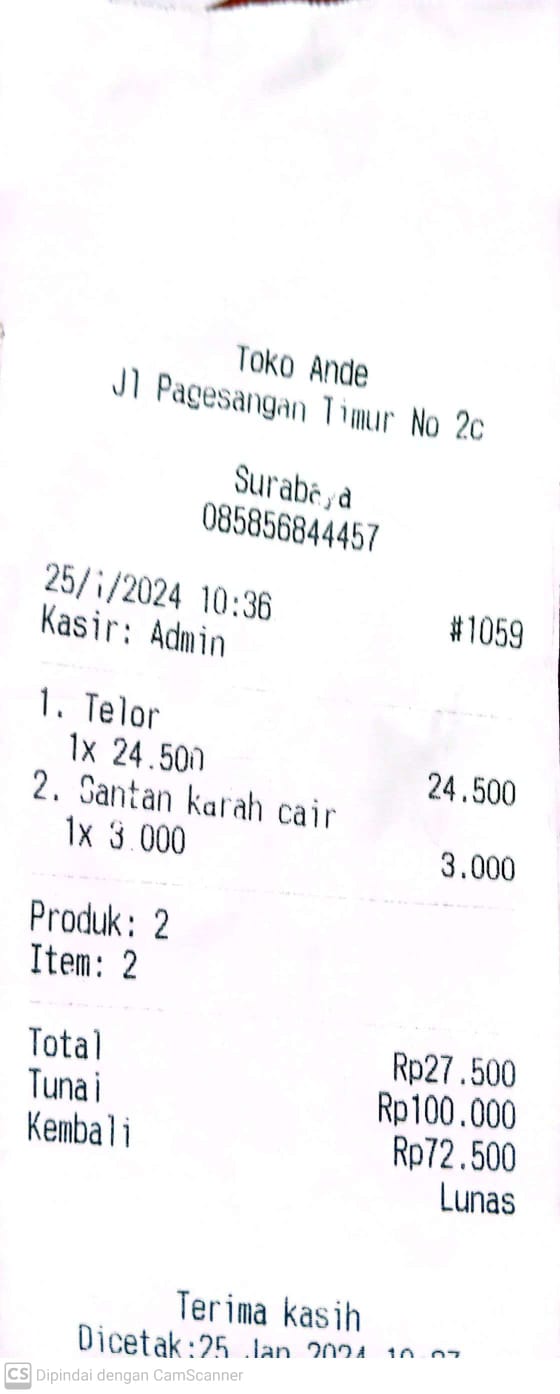 Toko Ande
Jl Pagesangan Timur No 2c
Surabaya
085856844457
25/i/2024 10:36
#1059
Kasir: Admin
1. Telor
1x 24.500
24.500
2. Santan karah cair
1x 3.000
3.000
Produk: 2
Item: 2
Total
Rp27.500
Tunai
Rp100.000
Kembali
Rp72.500
Lunas
Terima kasih
Dicetak:25 Jan 2024
CS Dipindai dengan CamScanner